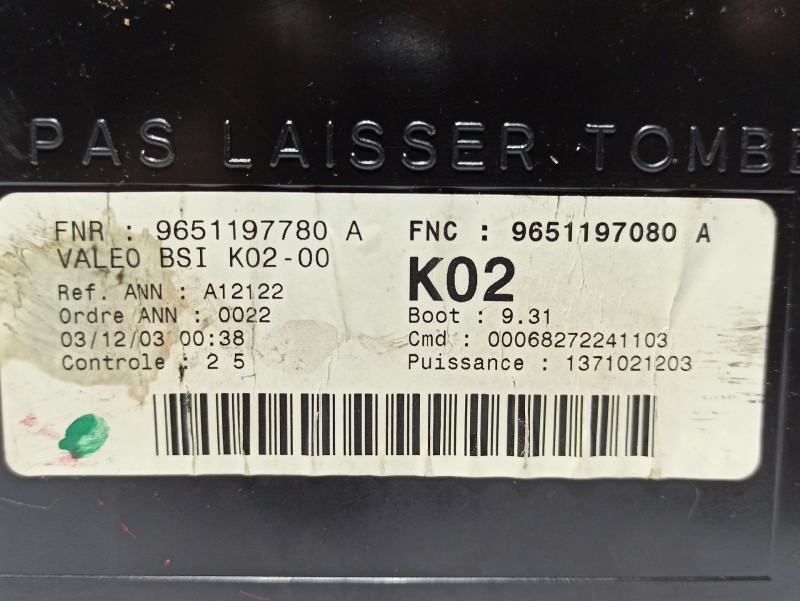 PAS LAISSER TOMBE
FNR : 9651197780 A FNC : 9651197080 A
VALEO BSI K02-00 K02
Ref. ANN : A12122
Ordre ANN : 0022 Boot : 9.31
03/12/03 00:38 Cmd : 00068272241103
Controle : 2 5 Puissance : 1371021203